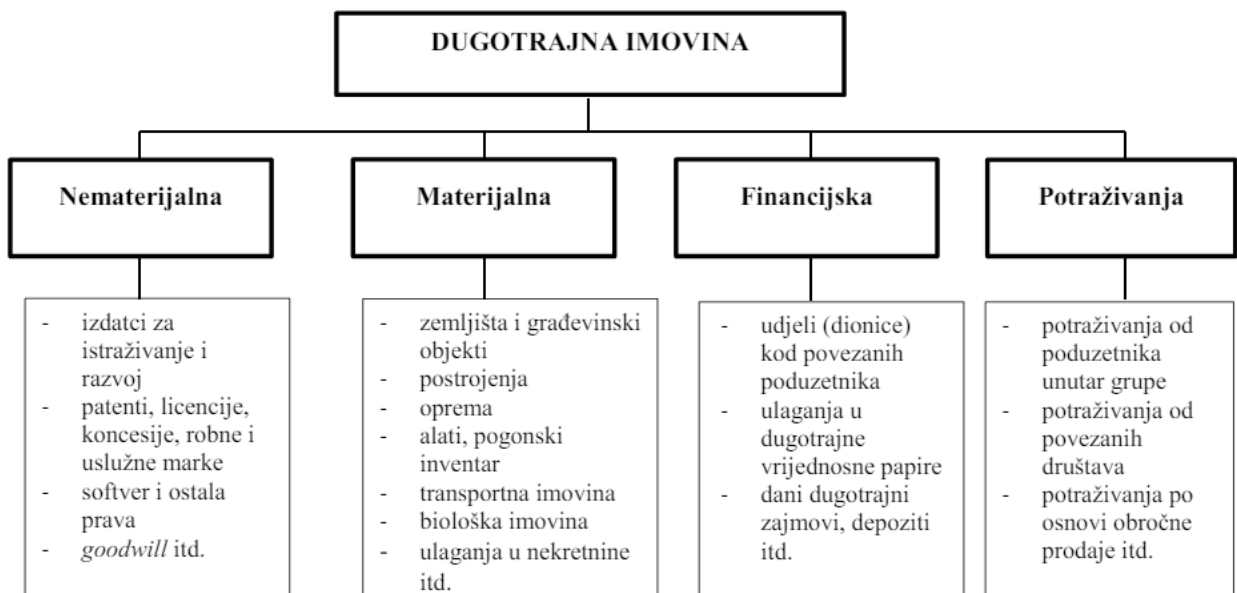 DUGOTRAJNA IMOVINA
Nematerijalna
- izdatci za
istraživanje i
razvoj
- patenti, licencije,
koncesije, robne i
uslužne marke
- softver i ostala
prava
- goodwill itd.
Materijalna
- zemljišta i građevinski
objekti
- postrojenja
- oprema
- alati, pogonski
inventar
- transportna imovina
- biološka imovina
- ulaganja u nekretnine
itd.
Financijska
- udjeli (dionice)
kod povezanih
poduzetnika
- ulaganja u
dugotrajne
vrijednosne papire
- dani dugotrajni
zajmovi, depoziti
itd.
Potraživanja
- potraživanja od
poduzetnika
unutar grupe
- potraživanja od
povezanih
društava
- potraživanja po
osnovi obročne
prodaje itd.